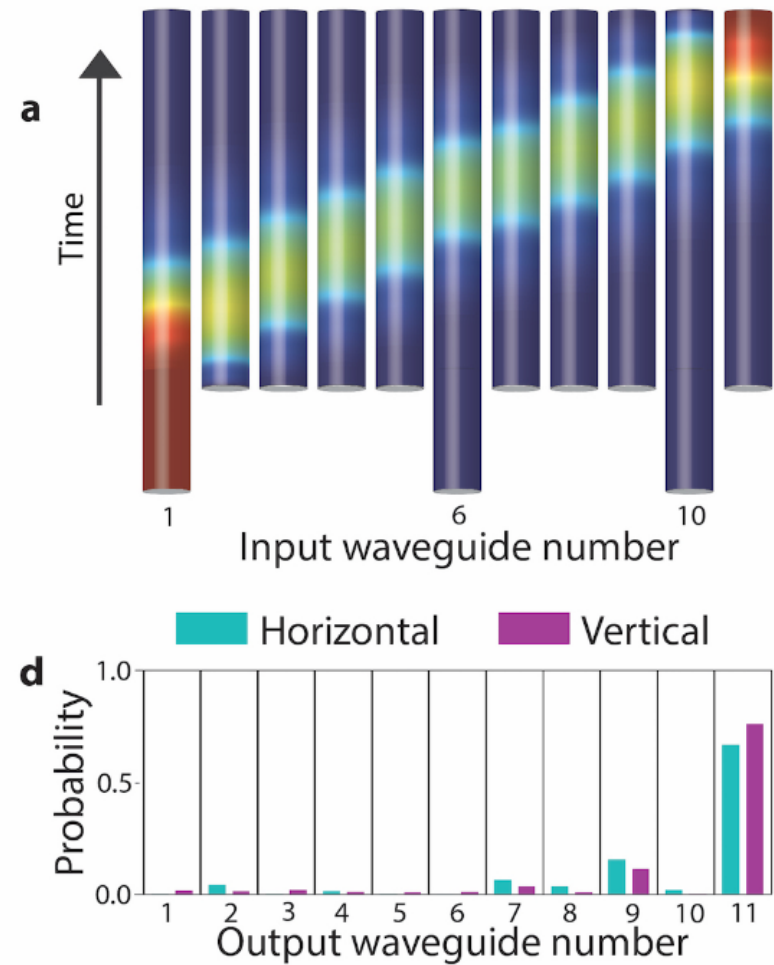 a
Time
1 6 10
Input waveguide number
Horizontal Vertical
d
1.0
0.5
0.0
Probability
1 2 3 4 5 6 7 8 9 10 11
Output waveguide number